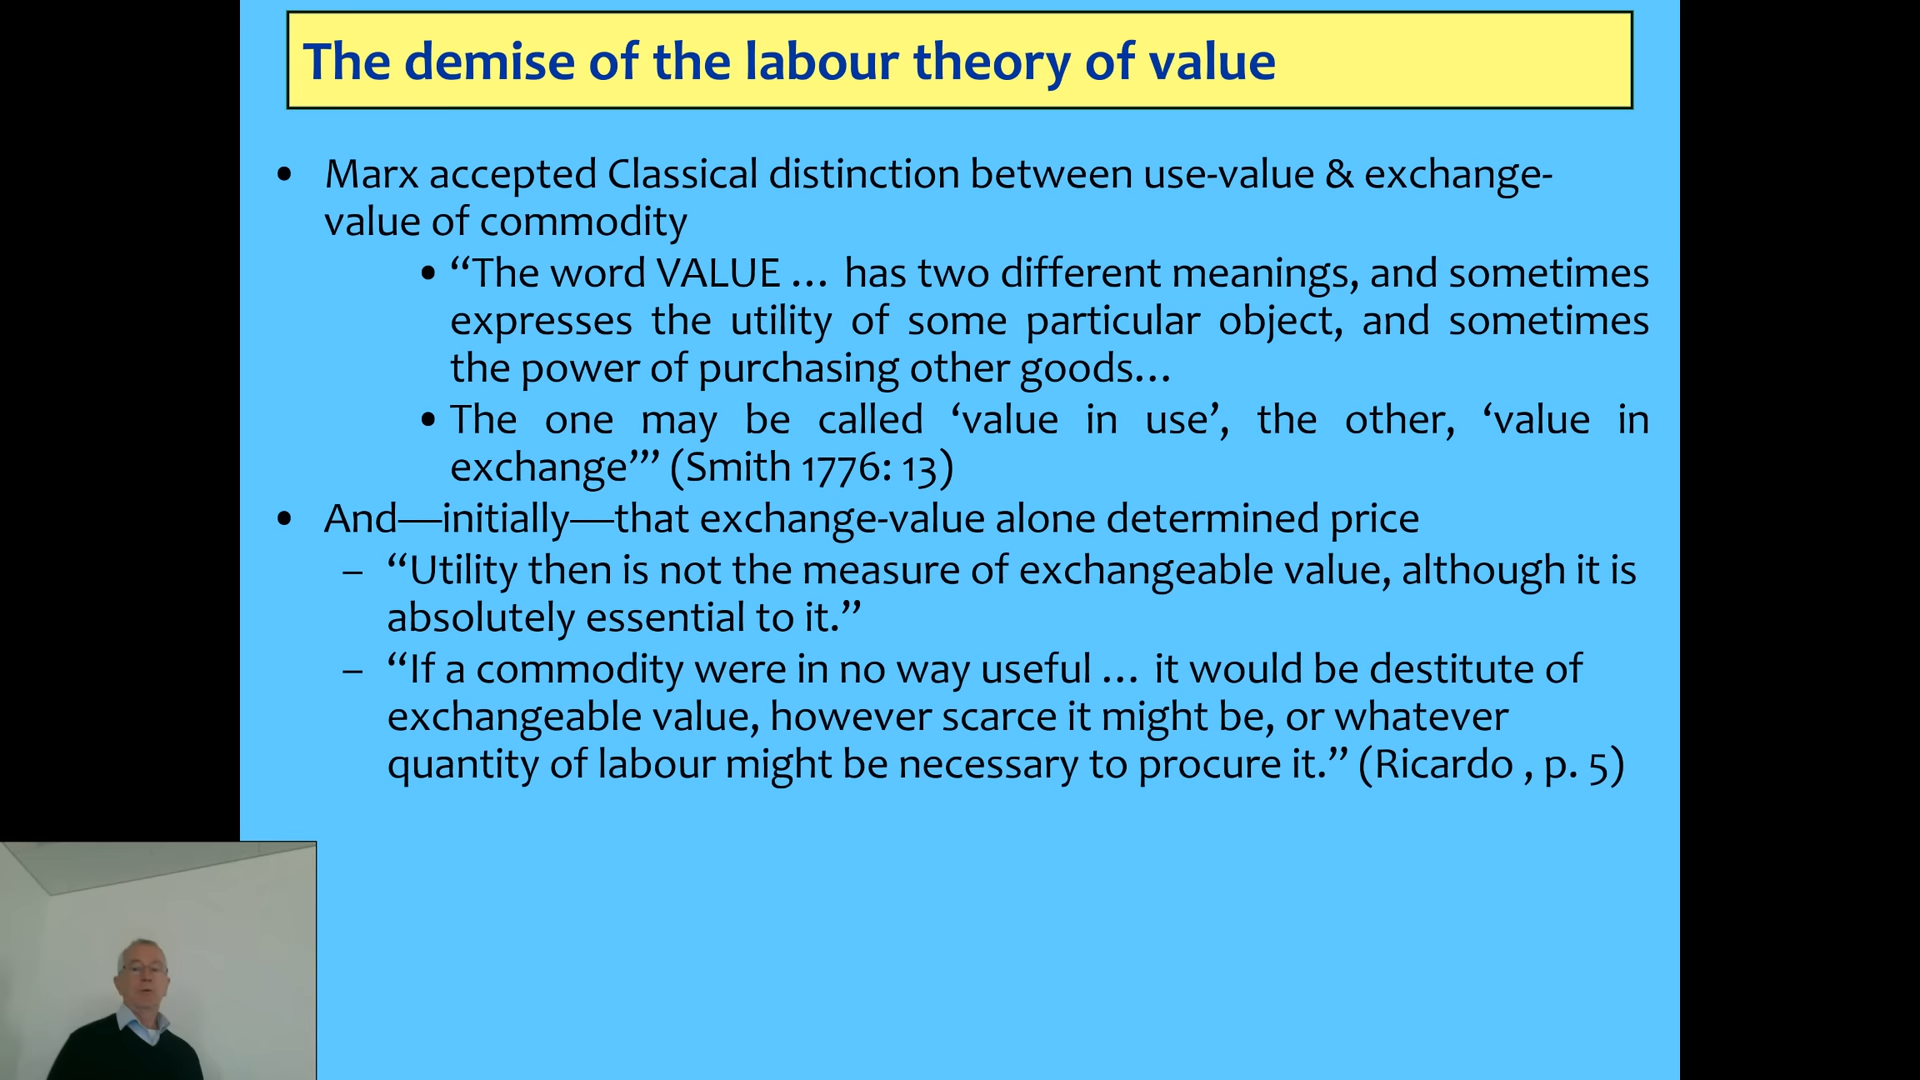 The demise of the labour theory of value
• Marx accepted Classical distinction between use-value & exchange-
value of commodity
• “The word VALUE … has two different meanings, and sometimes
expresses the utility of some particular object, and sometimes
the power of purchasing other goods…
• The one may be called ‘value in use’, the other, ‘value in
exchange’” (Smith 1776: 13)
• And—initially—that exchange-value alone determined price
– “Utility then is not the measure of exchangeable value, although it is
absolutely essential to it.”
– “If a commodity were in no way useful … it would be destitute of
exchangeable value, however scarce it might be, or whatever
quantity of labour might be necessary to procure it.” (Ricardo , p. 5)